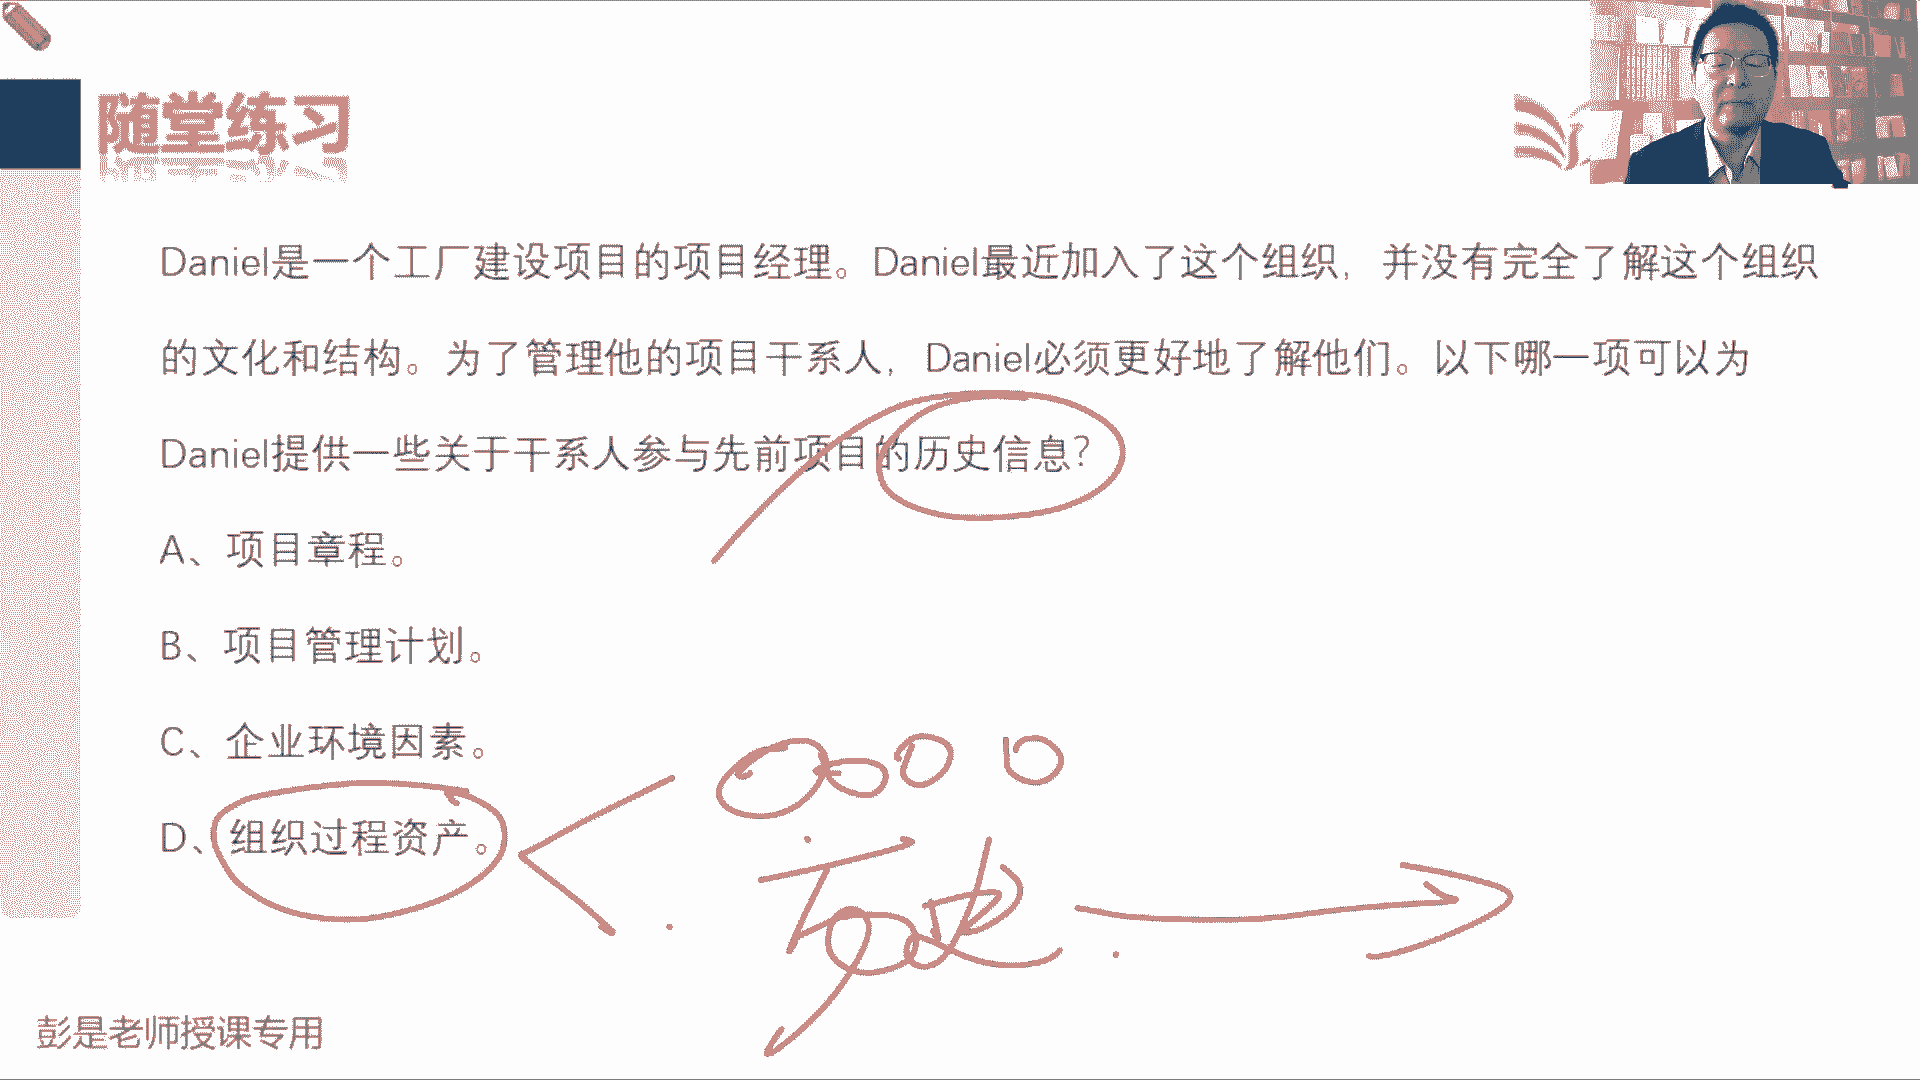 随堂练习
Daniel是一个工厂建设项目的项目经理。Daniel最近加入了这个组织，并没有完全了解这个组织
的文化和结构。为了管理他的项目干系人，Daniel必须更好地了解他们。以下哪一项可以为
Daniel提供一些关于干系人参与先前项目的历史信息？
A、项目章程。
B、项目管理计划。
C、企业环境因素。
D、组织过程资产。
彭是老师授课专用